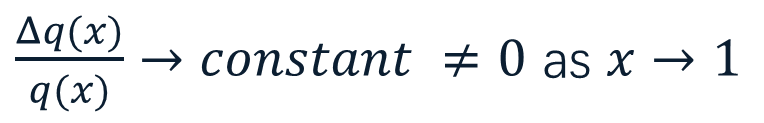 Δq(x)/q(x) → constant ≠ 0 as x → 1